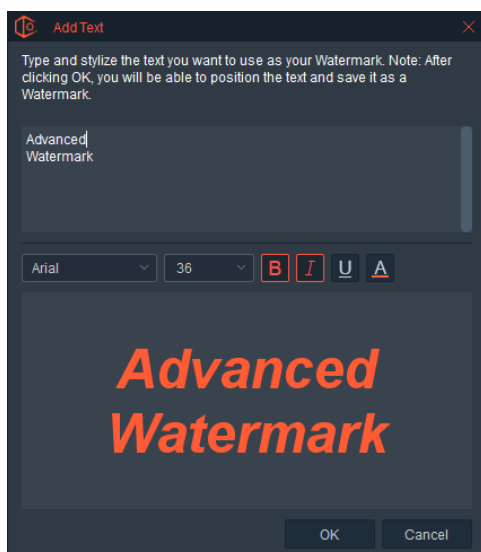 Add Text
Type and stylize the text you want to use as your Watermark. Note: After
clicking OK, you will be able to position the text and save it as a
Watermark.
Advanced
Watermark
Arial 36 B I U A
Advanced
Watermark
OK Cancel